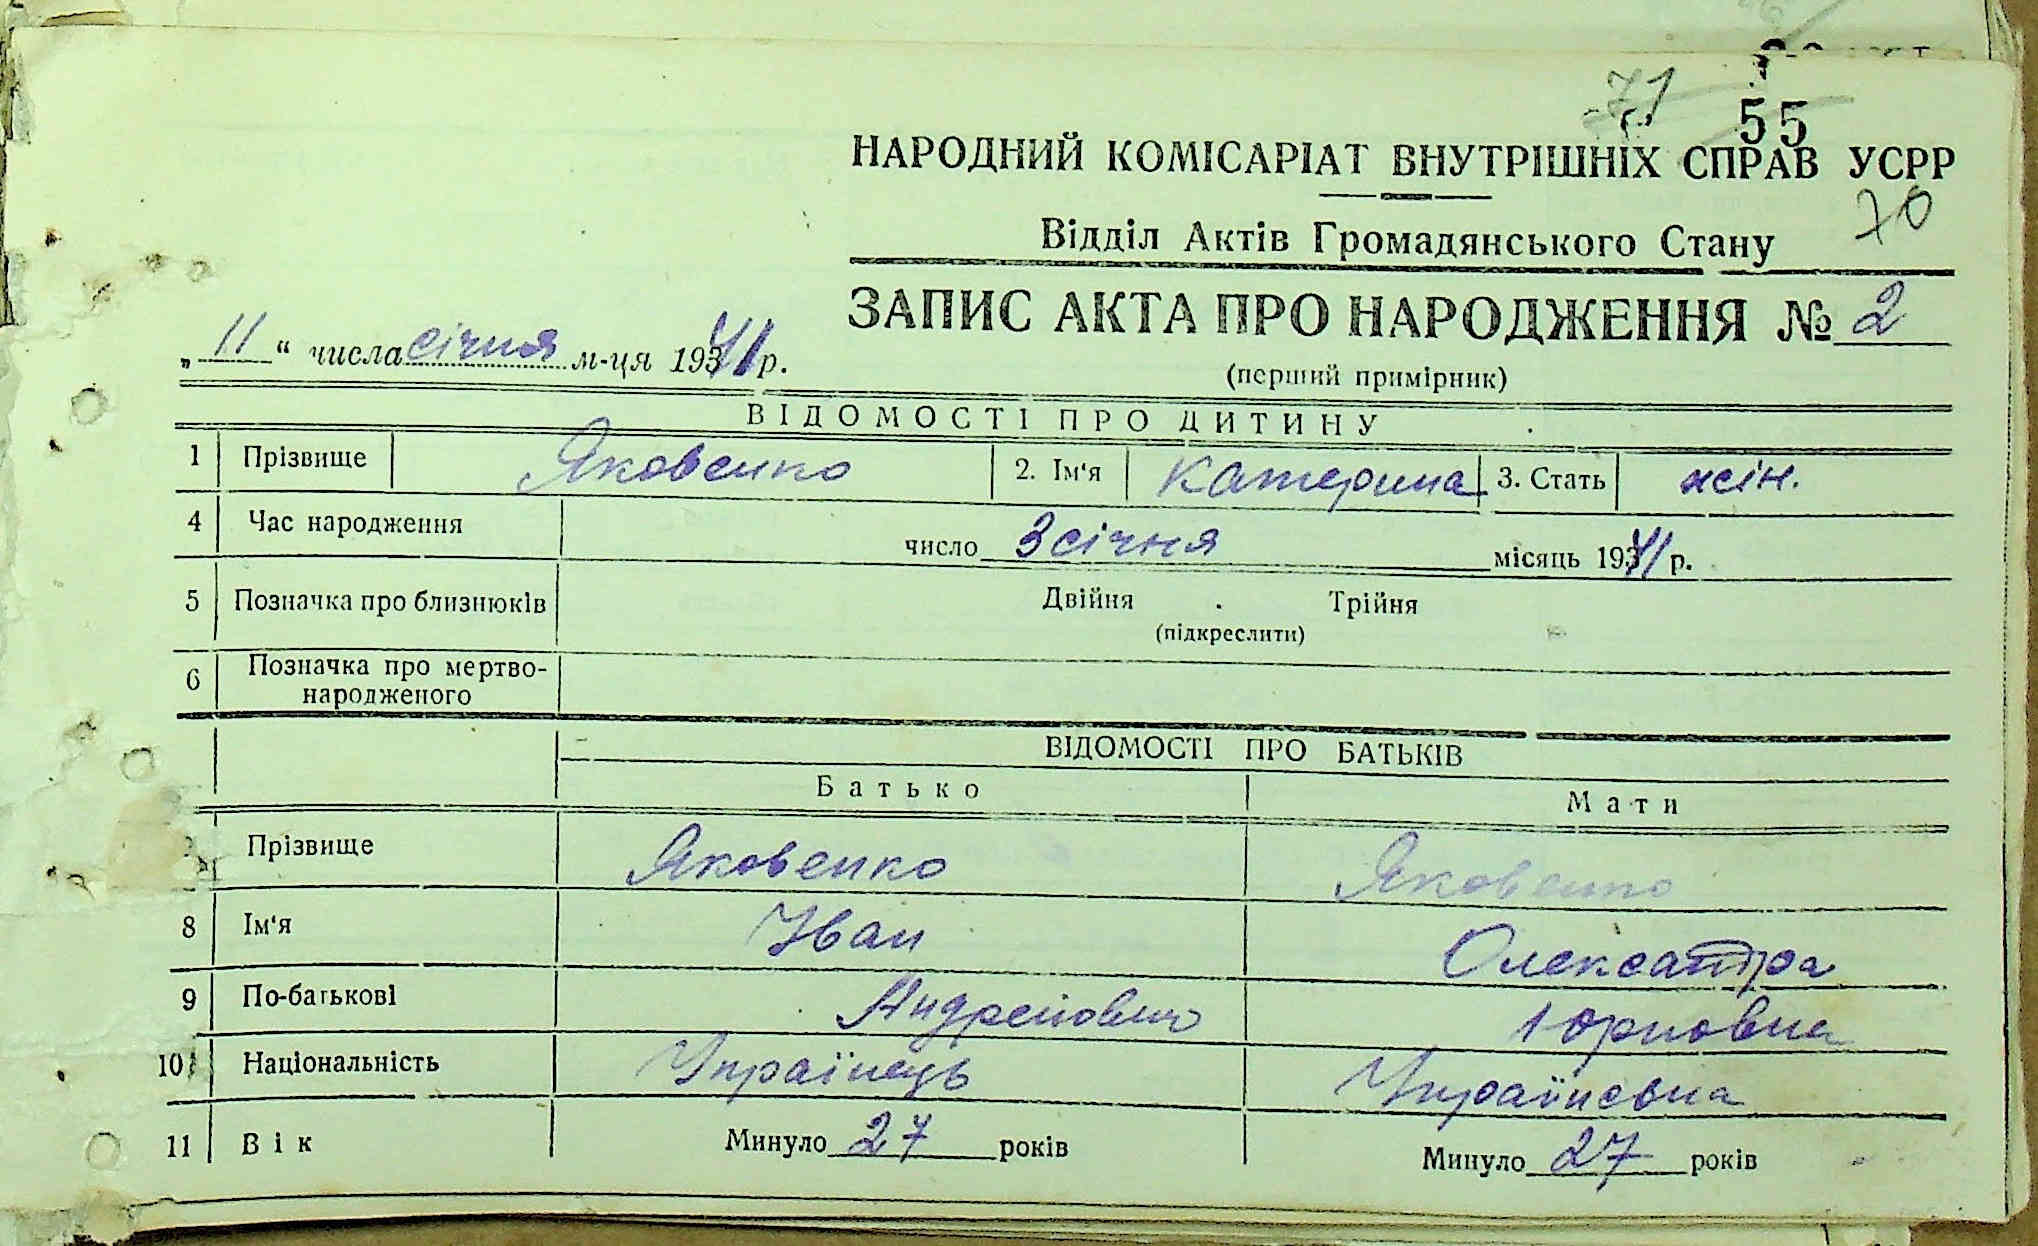 71 55
НАРОДНИЙ КОМІСАРІАТ ВНУТРІШНІХ СПРАВ УСРР
70
Відділ Актів Громадянського Стану
ЗАПИС АКТА ПРО НАРОДЖЕННЯ № 2
„ 11 “ числа січня м-ця 1941 р.
(перший примірник)
ВІДОМОСТІ ПРО ДИТИНУ
1 Прізвище Яковенко 2. Ім'я Катерина 3. Стать жін.
4 Час народження число 3 січня місяць 1941 р.
5 Позначка про близнюків Двійня Трійня
(підкреслити)
6 Позначка про мертво-
народженого
ВІДОМОСТІ ПРО БАТЬКІВ
Батько Мати
Прізвище Яковенко Яковенко
8 Ім'я Іван Олександра
9 По-батькові Андрейович Юрковна
10 Національність Українець Українка
11 Вік Минуло 27 років Минуло 27 років